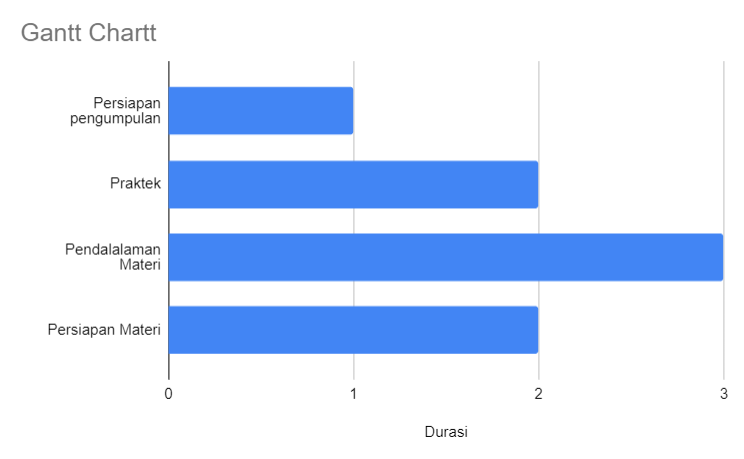 Gantt Chartt
Persiapan
pengumpulan
Praktek
Pendalalaman
Materi
Persiapan Materi
0 1 2 3
Durasi